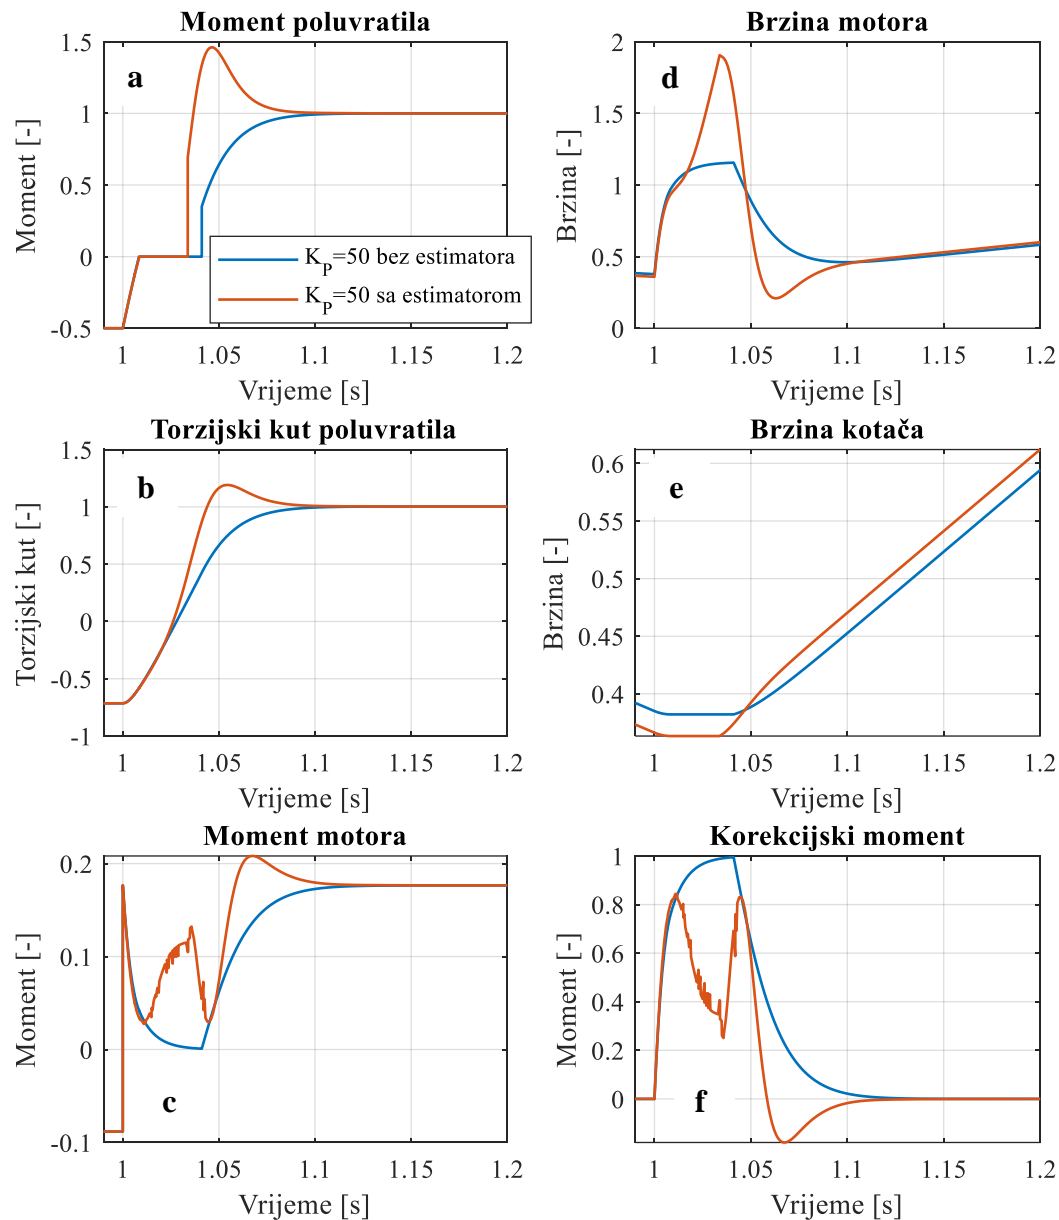 Moment poluvratila
1.5
1
0.5
0
-0.5
Moment [-]
a
K_P=50 bez estimatora
K_P=50 sa estimatorom
1 1.05 1.1 1.15 1.2
Vrijeme [s]
Brzina motora
2
1.5
1
0.5
0
Brzina [-]
d
1 1.05 1.1 1.15 1.2
Vrijeme [s]
Torzijski kut poluvratila
1.5
1
0.5
0
-0.5
-1
Torzijski kut [-]
b
1 1.05 1.1 1.15 1.2
Vrijeme [s]
Brzina kotača
0.6
0.55
0.5
0.45
0.4
Brzina [-]
e
1 1.05 1.1 1.15 1.2
Vrijeme [s]
Moment motora
0.2
0.1
0
-0.1
Moment [-]
c
1 1.05 1.1 1.15 1.2
Vrijeme [s]
Korekcijski moment
1
0.8
0.6
0.4
0.2
0
Moment [-]
f
1 1.05 1.1 1.15 1.2
Vrijeme [s]